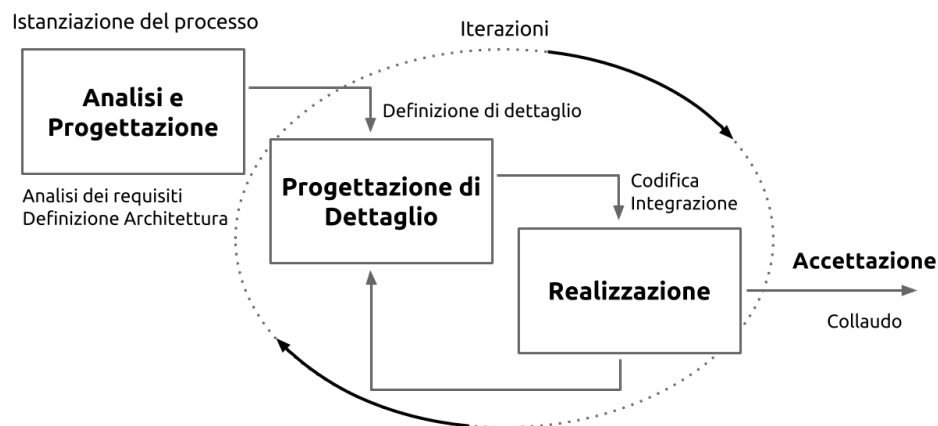 Istanziazione del processo
Iterazioni
Analisi e
Progettazione
Definizione di dettaglio
Analisi dei requisiti
Definizione Architettura
Progettazione di
Dettaglio
Codifica
Integrazione
Realizzazione
Accettazione
Collaudo